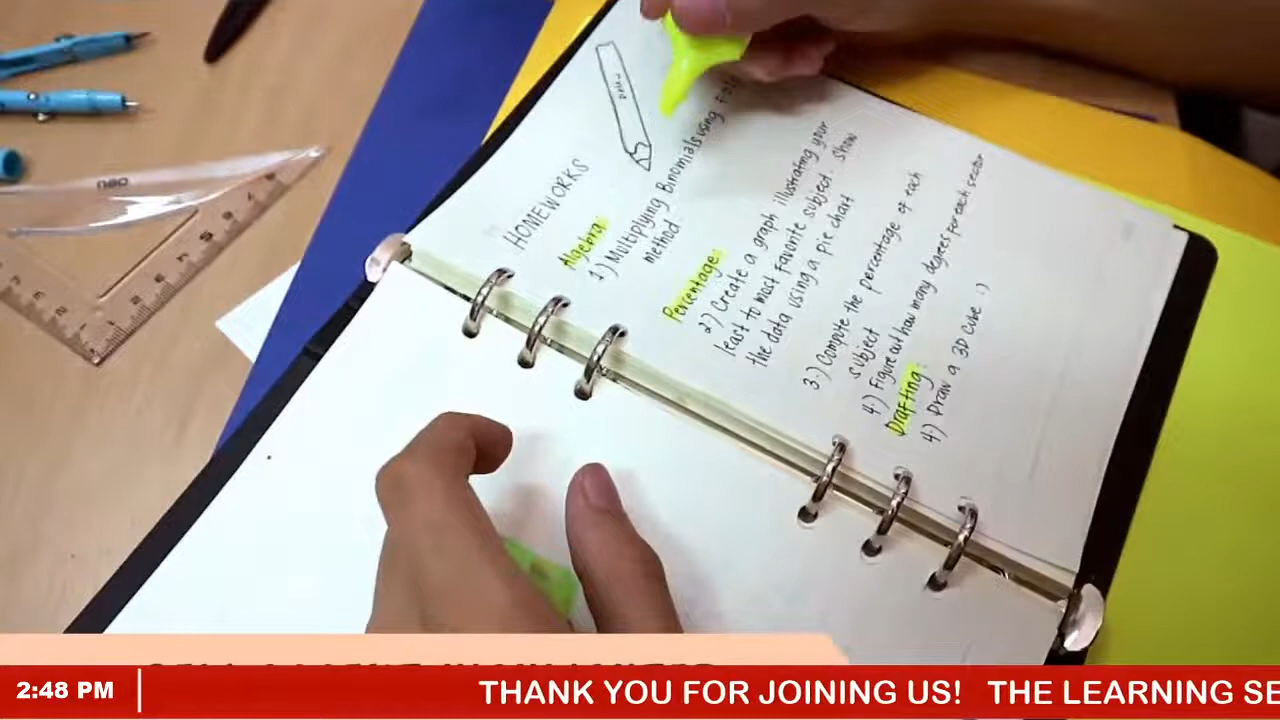 HOMEWORKS
Algebra:
1) Multiplying Binomials using
method
Percentage:
2) Create a graph illustrating your
least to most favorite subject. Show
the data using a pie chart
3.) Compute the percentage of each
subject
4) Figure out how many degrees for each sector
Drafting:
4) Draw a 3D Cube :)
2:48 PM
THANK YOU FOR JOINING US! THE LEARNING SE